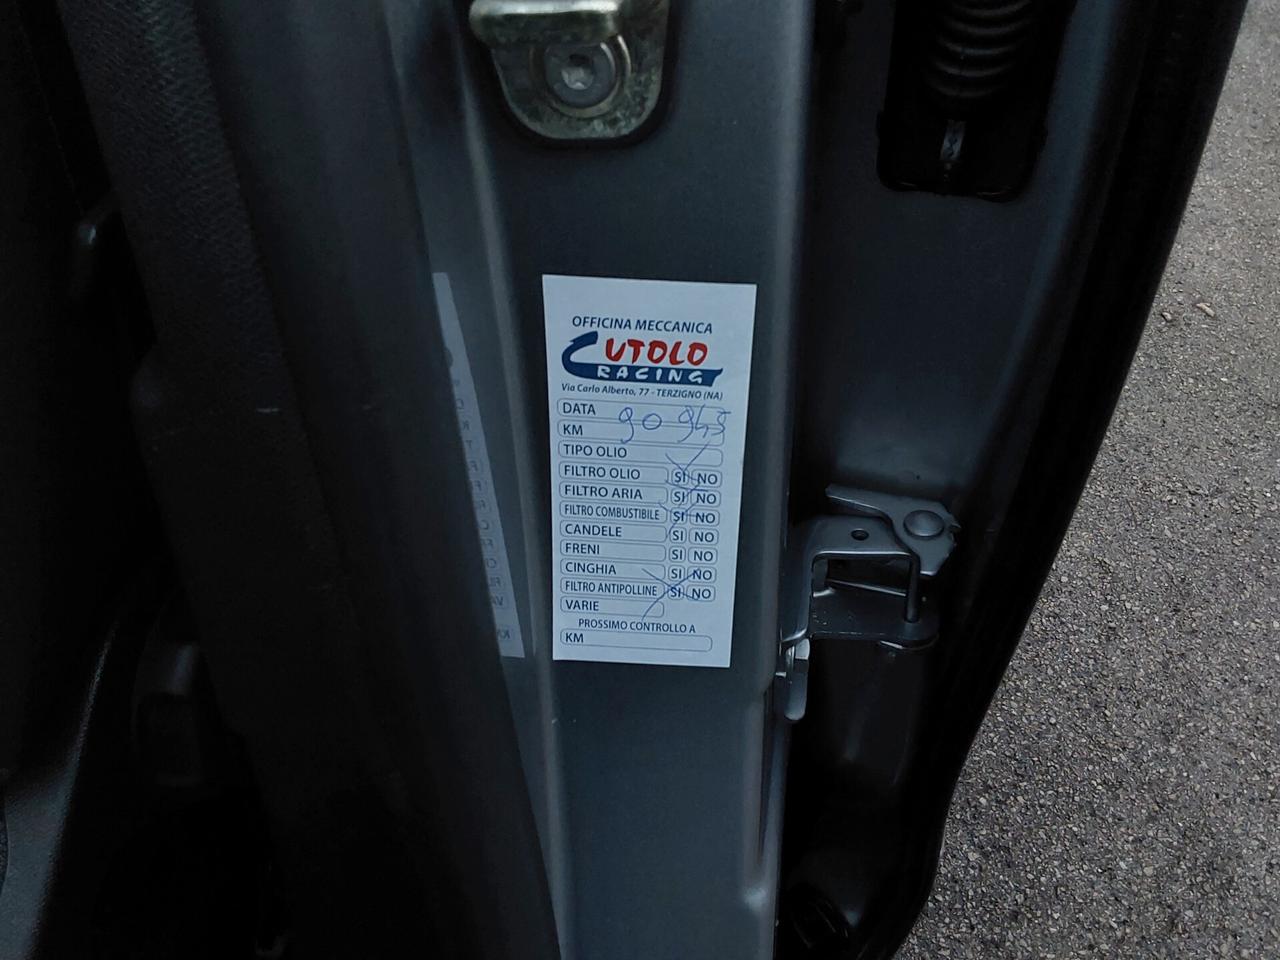 OFFICINA MECCANICA
CUTOLO
RACING
Via Carlo Alberto, 77 - TERZIGNO (NA)
DATA
KM 90 945
TIPO OLIO
FILTRO OLIO SI NO
FILTRO ARIA SI NO
FILTRO COMBUSTIBILE SI NO
CANDELE SI NO
FRENI SI NO
CINGHIA SI NO
FILTRO ANTIPOLLINE SI NO
VARIE
PROSSIMO CONTROLLO A
KM